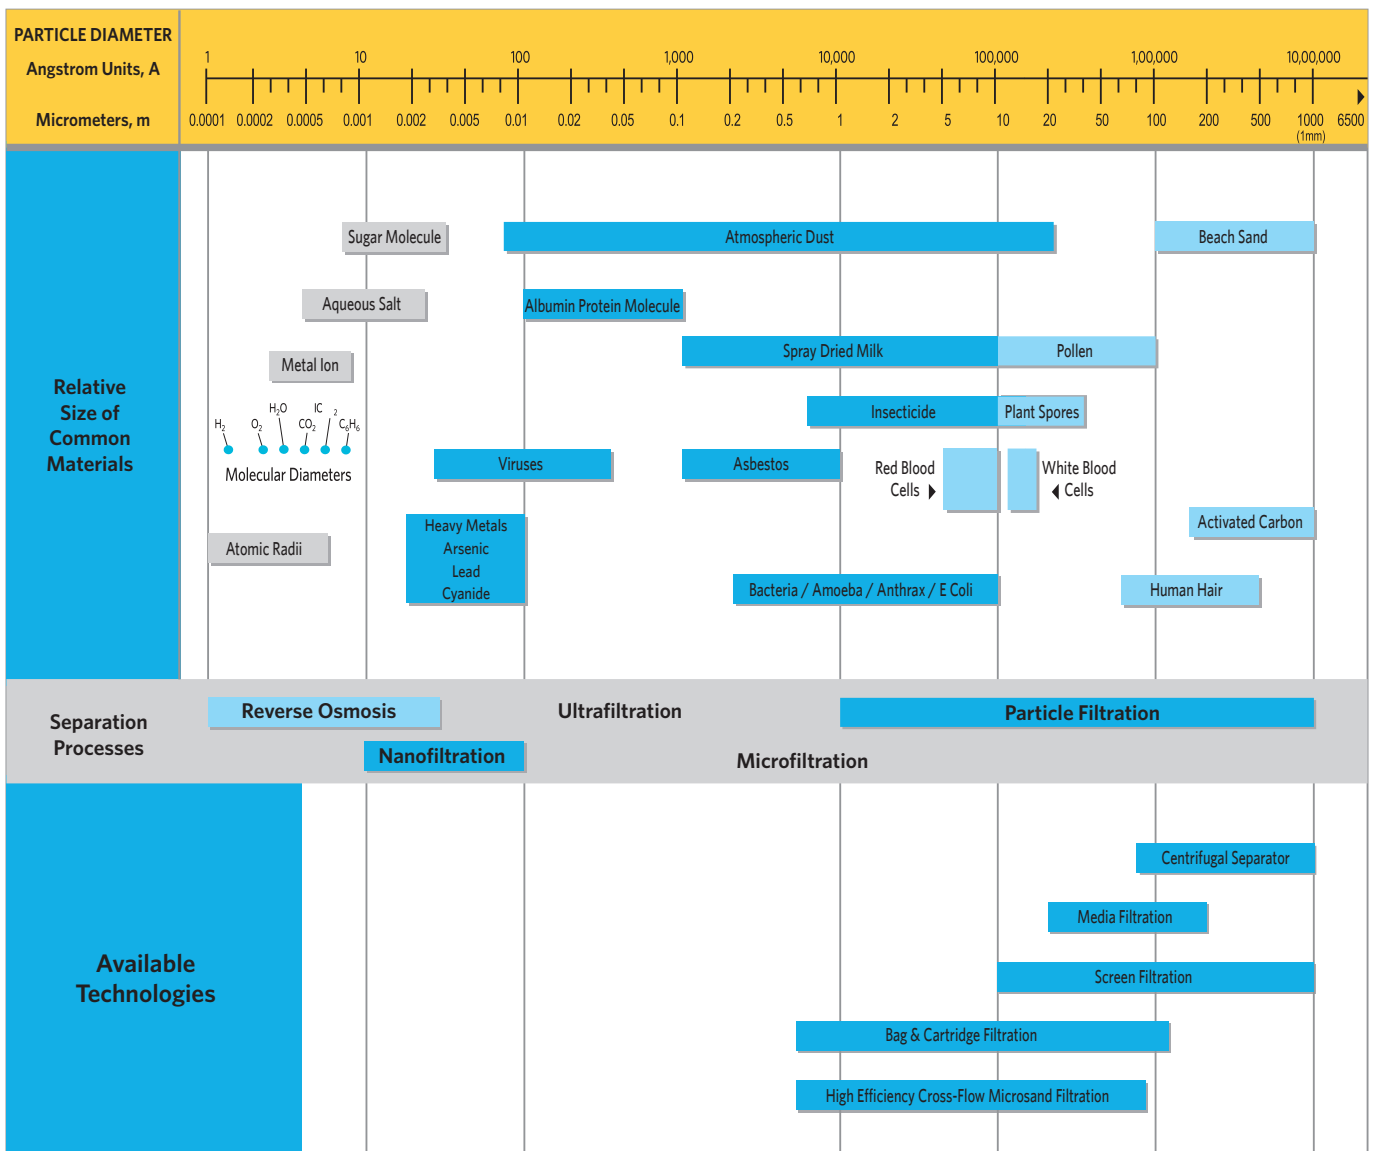 PARTICLE DIAMETER
Angstrom Units, A
1 10 100 1,000 10,000 100,000 1,00,000 10,00,000
Micrometers, m
0.0001 0.0002 0.0005 0.001 0.002 0.005 0.01 0.02 0.05 0.1 0.2 0.5 1 2 5 10 20 50 100 200 500 1000 6500
(1mm)
Relative
Size of
Common
Materials
Sugar Molecule
Atmospheric Dust
Beach Sand
Aqueous Salt
Albumin Protein Molecule
Spray Dried Milk
Pollen
Metal Ion
Insecticide
Plant Spores
H2 O2 H2O CO2 IC 2 C6H6
Molecular Diameters
Viruses
Asbestos
Red Blood
Cells
White Blood
Cells
Heavy Metals
Arsenic
Lead
Cyanide
Activated Carbon
Atomic Radii
Bacteria / Amoeba / Anthrax / E Coli
Human Hair
Separation
Processes
Reverse Osmosis
Ultrafiltration
Particle Filtration
Nanofiltration
Microfiltration
Available
Technologies
Centrifugal Separator
Media Filtration
Screen Filtration
Bag & Cartridge Filtration
High Efficiency Cross-Flow Microsand Filtration